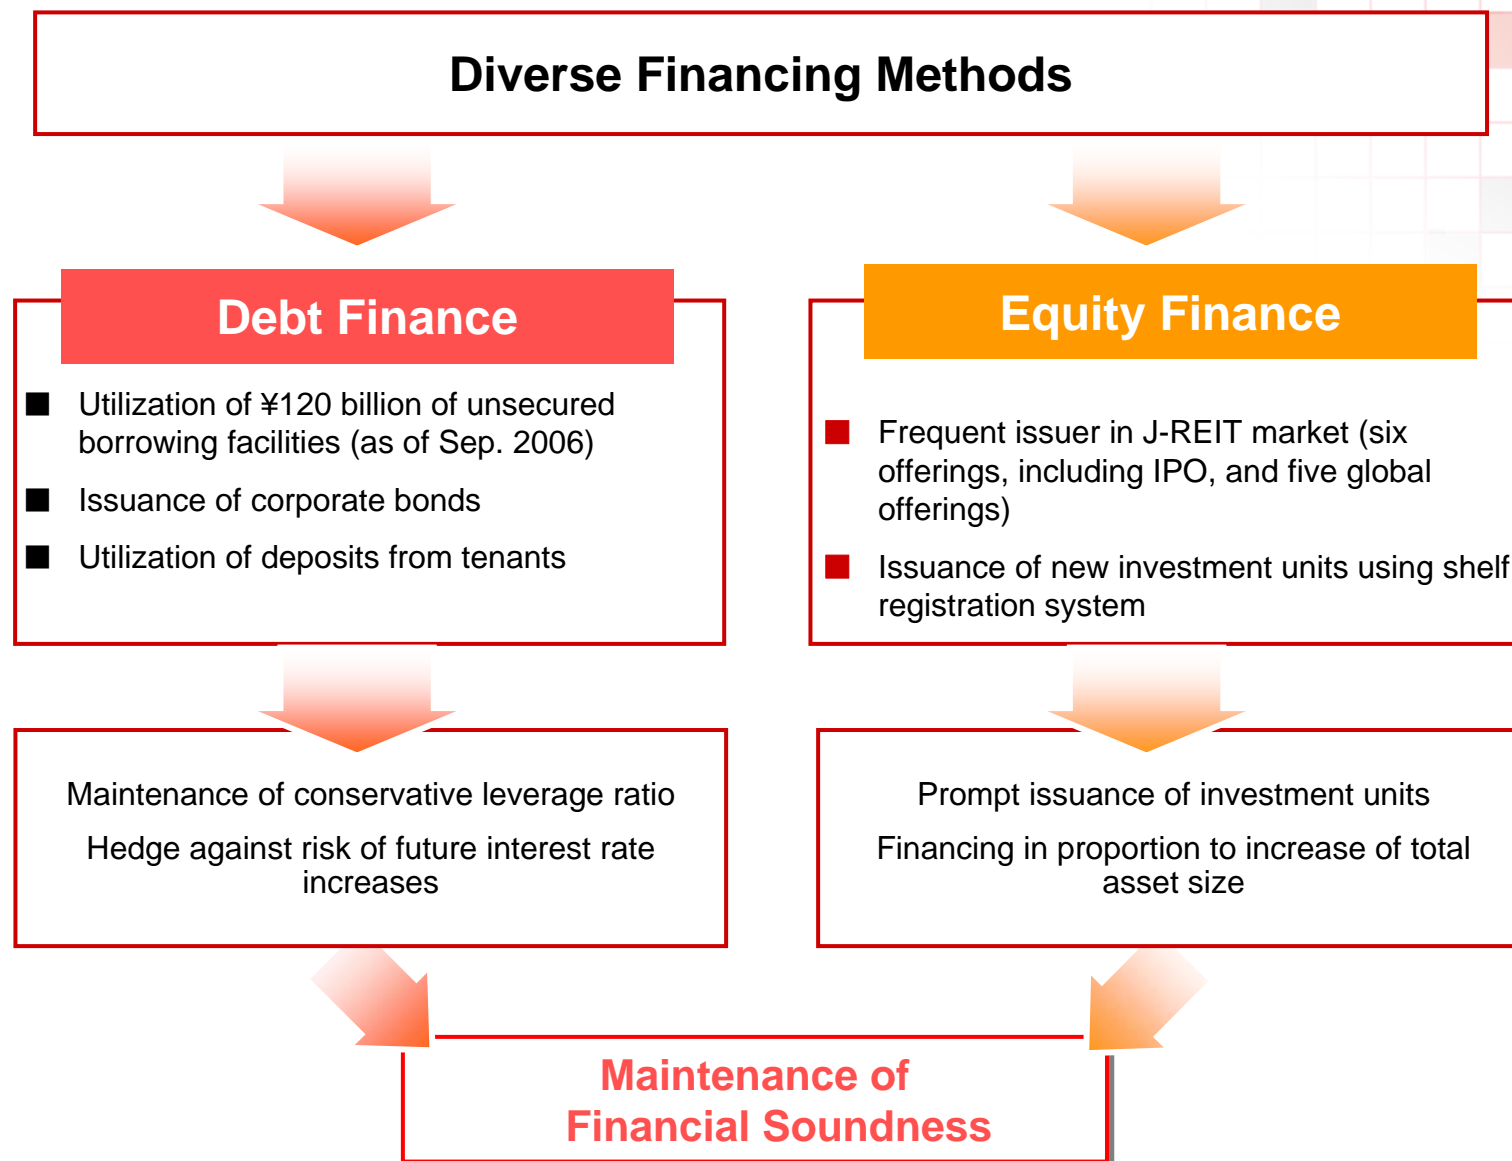 Diverse Financing Methods
Debt Finance
Utilization of ¥120 billion of unsecured
borrowing facilities (as of Sep. 2006)
Issuance of corporate bonds
Utilization of deposits from tenants
Equity Finance
Frequent issuer in J-REIT market (six
offerings, including IPO, and five global
offerings)
Issuance of new investment units using shelf
registration system
Maintenance of conservative leverage ratio
Hedge against risk of future interest rate
increases
Prompt issuance of investment units
Financing in proportion to increase of total
asset size
Maintenance of
Financial Soundness